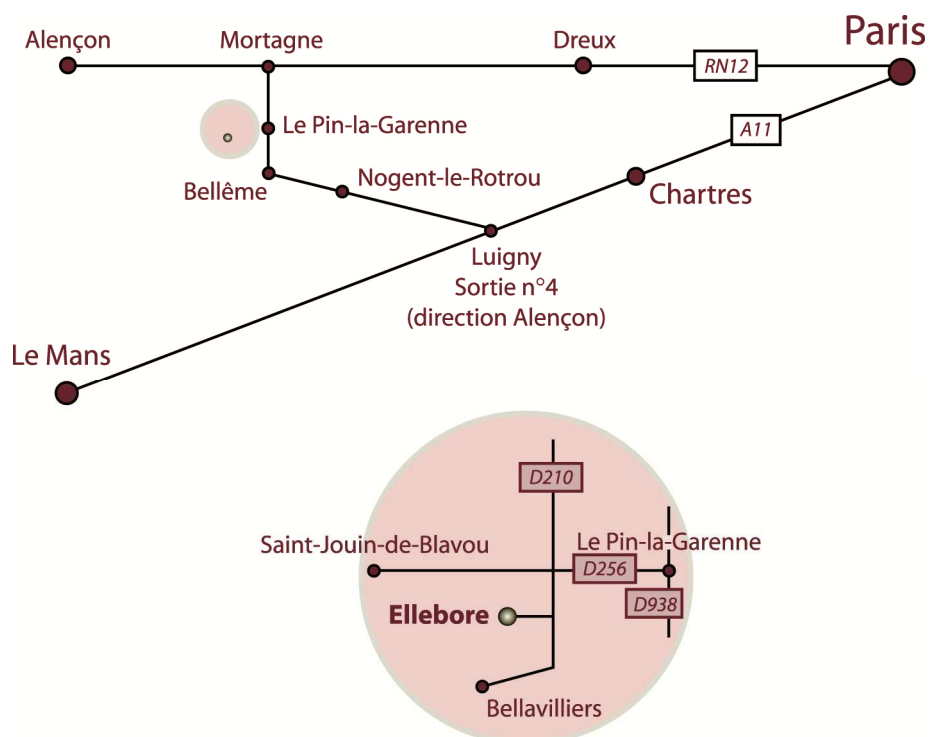 Paris
Alençon
Mortagne
Dreux
RN12
Le Pin-la-Garenne
A11
Bellême
Nogent-le-Rotrou
Chartres
Luigny
Sortie n°4
(direction Alençon)
Le Mans
D210
Saint-Jouin-de-Blavou
Le Pin-la-Garenne
D256
D938
Ellebore
Bellavilliers